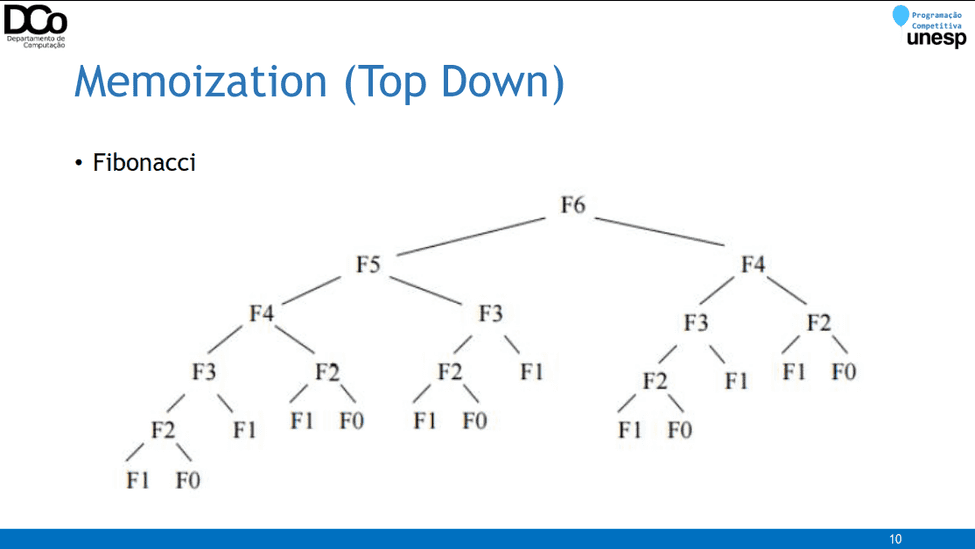 DCo
Departamento de
Computação
Programação
Competitiva
unesp
Memoization (Top Down)
• Fibonacci
F6
F5 F4
F4 F3 F3 F2
F3 F2 F2 F1 F2 F1 F1 F0
F2 F1 F1 F0 F1 F0 F1 F0
F1 F0
10